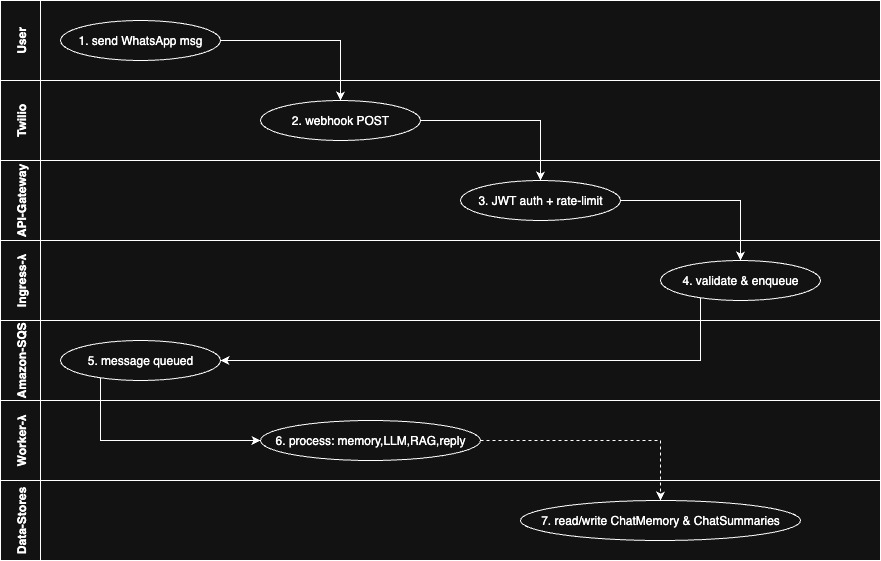 User
1. send WhatsApp msg
Twilio
2. webhook POST
API-Gateway
3. JWT auth + rate-limit
Ingress-λ
4. validate & enqueue
Amazon-SQS
5. message queued
Worker-λ
6. process: memory,LLM,RAG,reply
Data-Stores
7. read/write ChatMemory & ChatSummaries